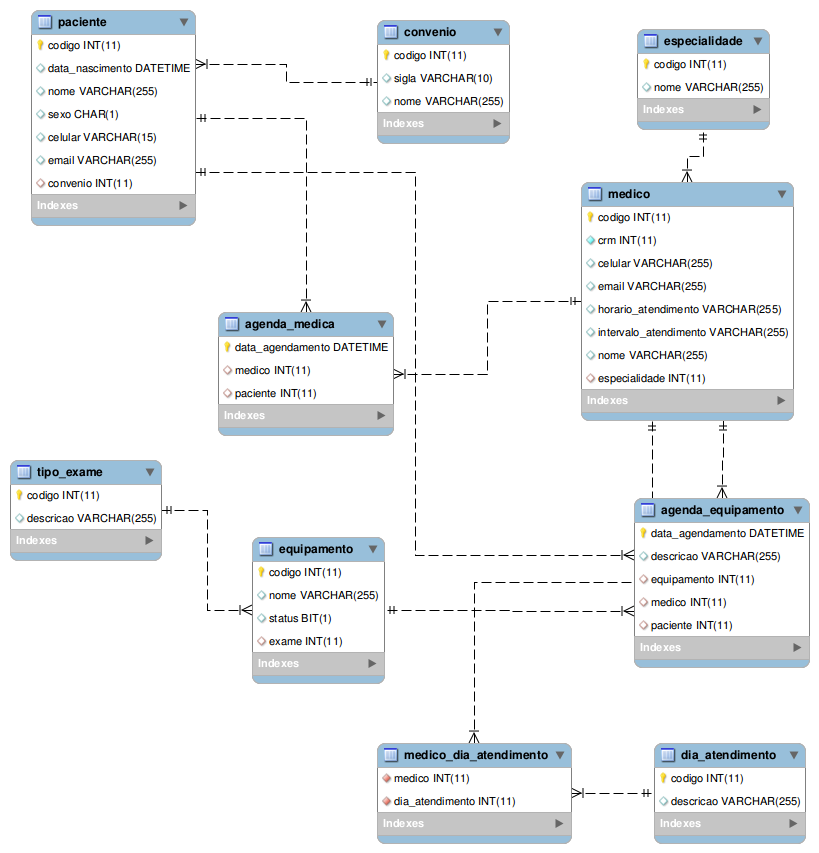 paciente
codigo INT(11)
data_nascimento DATETIME
nome VARCHAR(255)
sexo CHAR(1)
celular VARCHAR(15)
email VARCHAR(255)
convenio INT(11)
Indexes
convenio
codigo INT(11)
sigla VARCHAR(10)
nome VARCHAR(255)
Indexes
especialidade
codigo INT(11)
nome VARCHAR(255)
Indexes
medico
codigo INT(11)
crm INT(11)
celular VARCHAR(255)
email VARCHAR(255)
horario_atendimento VARCHAR(255)
intervalo_atendimento VARCHAR(255)
nome VARCHAR(255)
especialidade INT(11)
Indexes
agenda_medica
data_agendamento DATETIME
medico INT(11)
paciente INT(11)
Indexes
tipo_exame
codigo INT(11)
descricao VARCHAR(255)
Indexes
equipamento
codigo INT(11)
nome VARCHAR(255)
status BIT(1)
exame INT(11)
Indexes
agenda_equipamento
data_agendamento DATETIME
descricao VARCHAR(255)
equipamento INT(11)
medico INT(11)
paciente INT(11)
Indexes
medico_dia_atendimento
medico INT(11)
dia_atendimento INT(11)
Indexes
dia_atendimento
codigo INT(11)
descricao VARCHAR(255)
Indexes